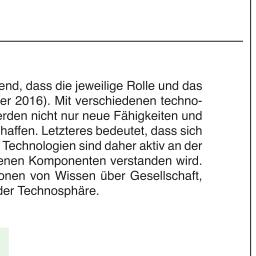 end, dass die jeweilige Rolle und das
er 2016). Mit verschiedenen techno-
erden nicht nur neue Fähigkeiten und
haffen. Letzteres bedeutet, dass sich
Technologien sind daher aktiv an der
enen Komponenten verstanden wird.
onen von Wissen über Gesellschaft,
der Technosphäre.